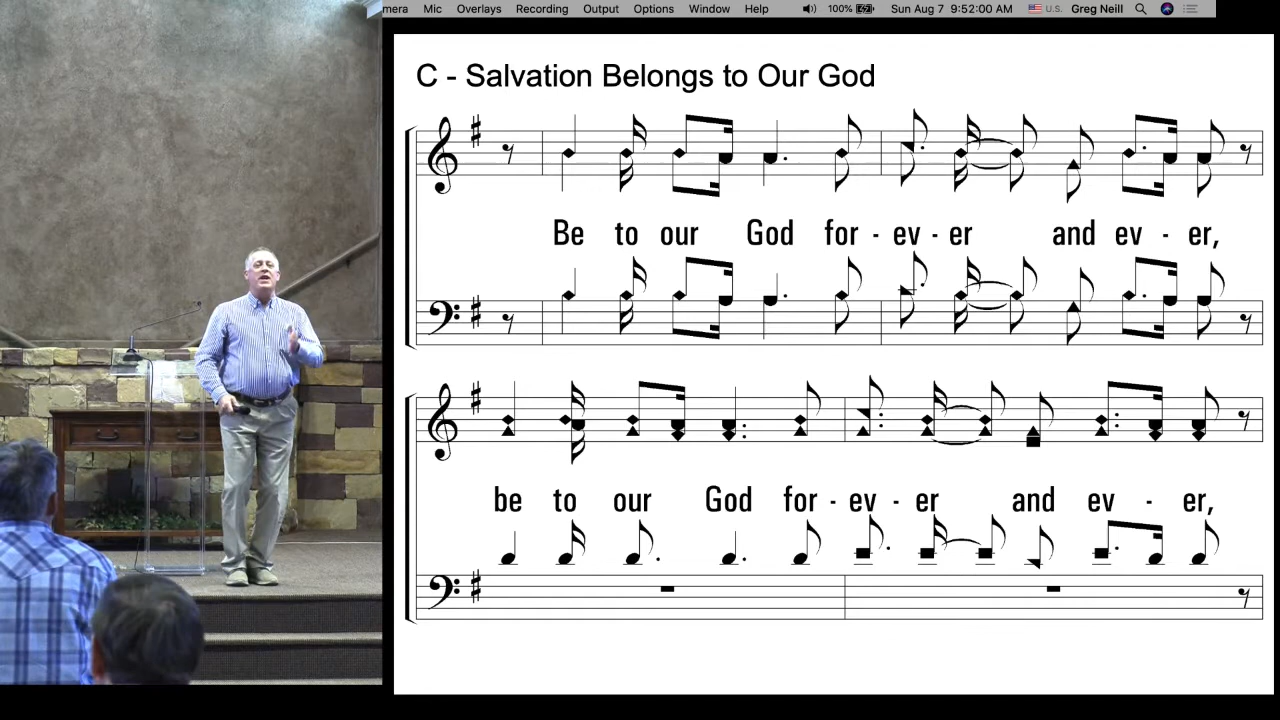 mera Mic Overlays Recording Output Options Window Help 100% Sun Aug 7 9:52:00 AM U.S. Greg Neill
C - Salvation Belongs to Our God
Be to our God for - ev - er and ev - er,
be to our God for - ev - er and ev - er,